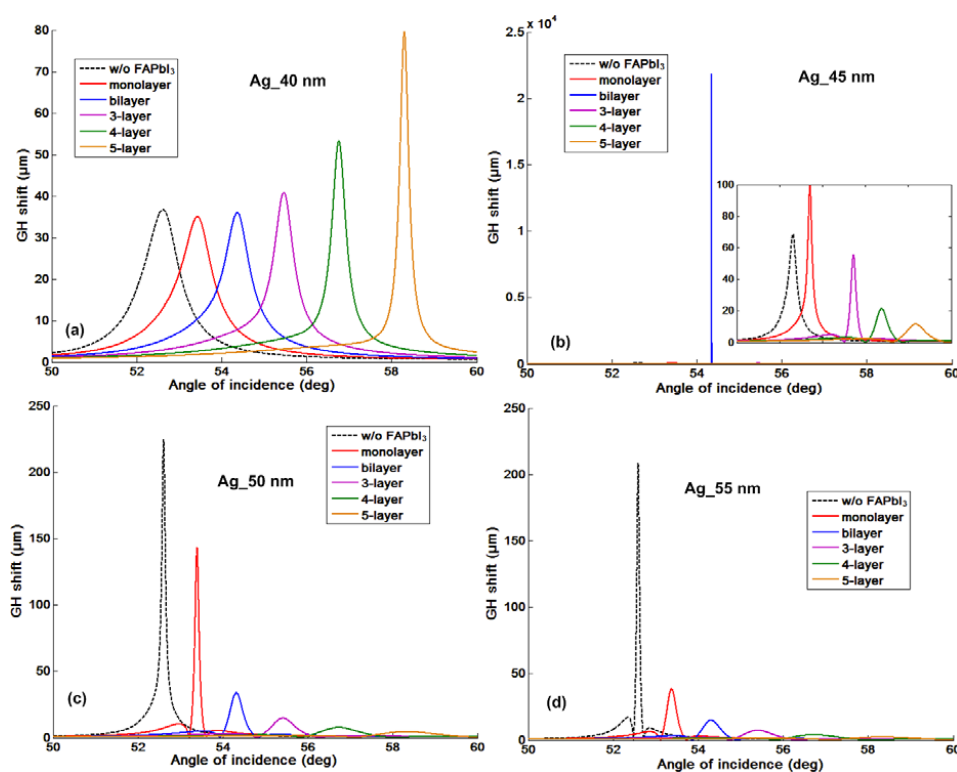 Ag_40 nm
w/o FAPbI₃
monolayer
bilayer
3-layer
4-layer
5-layer
80
70
60
50
40
30
20
10
0
GH shift (µm)
(a)
50 52 54 56 58 60
Angle of incidence (deg)
x 10⁴
Ag_45 nm
w/o FAPbI₃
monolayer
bilayer
3-layer
4-layer
5-layer
2.5
2
1.5
1
0.5
0
GH shift (µm)
100
80
60
40
20
0
(b)
50 52 54 56 58 60
Angle of incidence (deg)
Ag_50 nm
w/o FAPbI₃
monolayer
bilayer
3-layer
4-layer
5-layer
250
200
150
100
50
0
GH shift (µm)
(c)
50 52 54 56 58 60
Angle of incidence (deg)
Ag_55 nm
w/o FAPbI₃
monolayer
bilayer
3-layer
4-layer
5-layer
250
200
150
100
50
0
GH shift (µm)
(d)
50 52 54 56 58 60
Angle of incidence (deg)